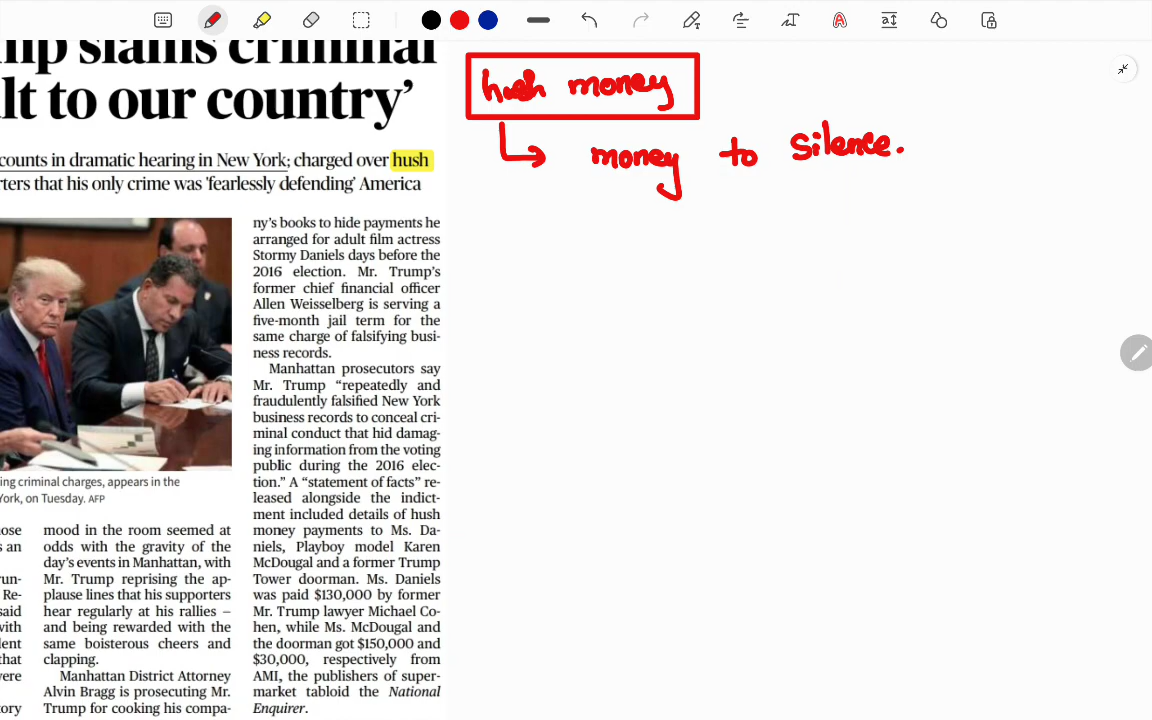 mp slams criminal
lt to our country’
counts in dramatic hearing in New York; charged over hush
rters that his only crime was 'fearlessly defending' America
ing criminal charges, appears in the
York, on Tuesday. AFP
ose
s an
run-
Re-
said
with
lent
that
were
tory
mood in the room seemed at
odds with the gravity of the
day’s events in Manhattan, with
Mr. Trump reprising the ap-
plause lines that his supporters
hear regularly at his rallies –
and being rewarded with the
same boisterous cheers and
clapping.
Manhattan District Attorney
Alvin Bragg is prosecuting Mr.
Trump for cooking his compa-
ny’s books to hide payments he
arranged for adult film actress
Stormy Daniels days before the
2016 election. Mr. Trump’s
former chief financial officer
Allen Weisselberg is serving a
five-month jail term for the
same charge of falsifying busi-
ness records.
Manhattan prosecutors say
Mr. Trump “repeatedly and
fraudulently falsified New York
business records to conceal cri-
minal conduct that hid damag-
ing information from the voting
public during the 2016 elec-
tion.” A “statement of facts” re-
leased alongside the indict-
ment included details of hush
money payments to Ms. Da-
niels, Playboy model Karen
McDougal and a former Trump
Tower doorman. Ms. Daniels
was paid $130,000 by former
Mr. Trump lawyer Michael Co-
hen, while Ms. McDougal and
the doorman got $150,000 and
$30,000, respectively from
AMI, the publishers of super-
market tabloid the National
Enquirer.
hush money
money to silence.